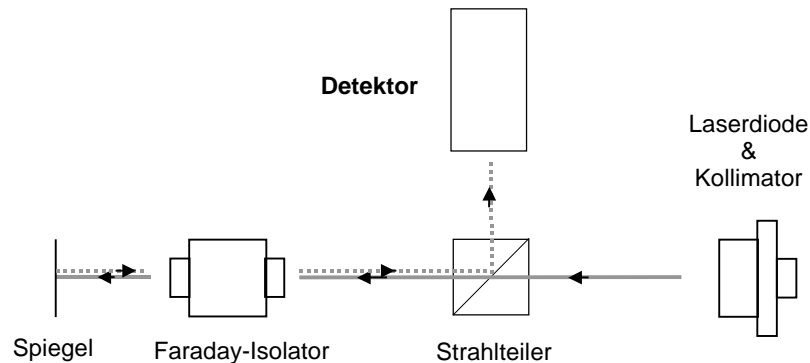 Detektor
Laserdiode
&
Kollimator
Spiegel
Faraday-Isolator
Strahlteiler